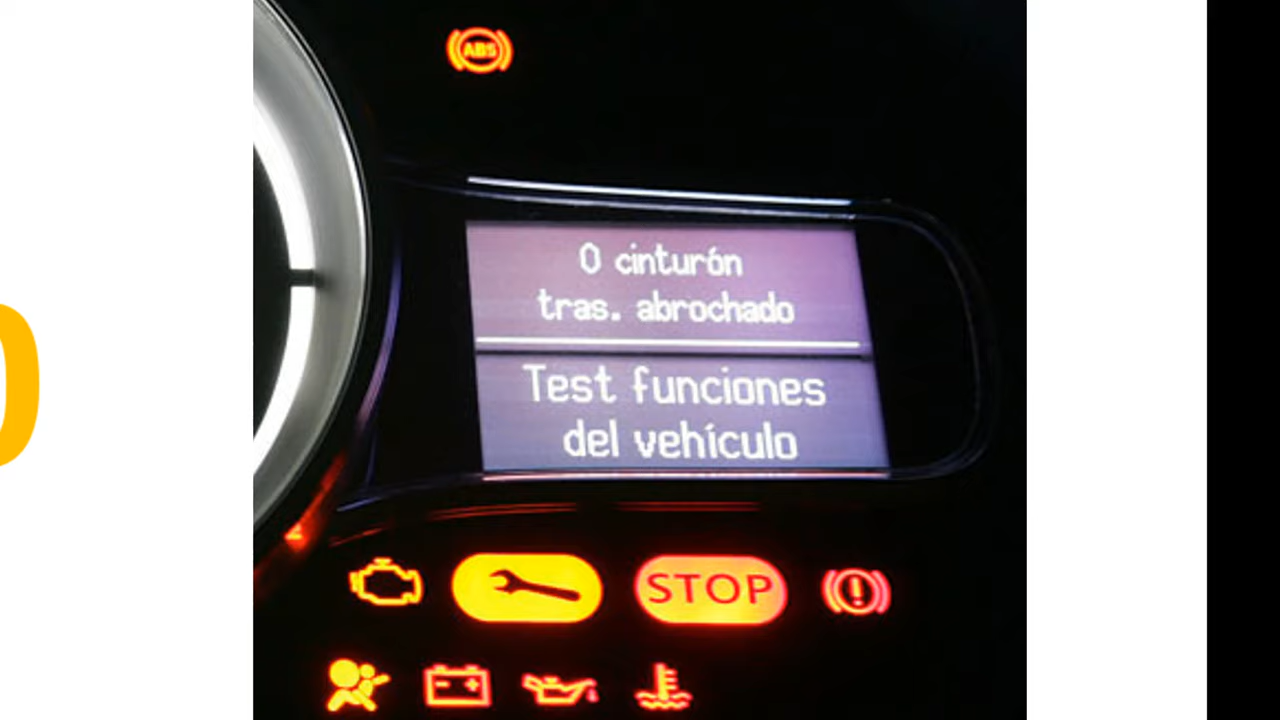 ABS
0 cinturón
tras. abrochado
Test funciones
del vehículo
STOP